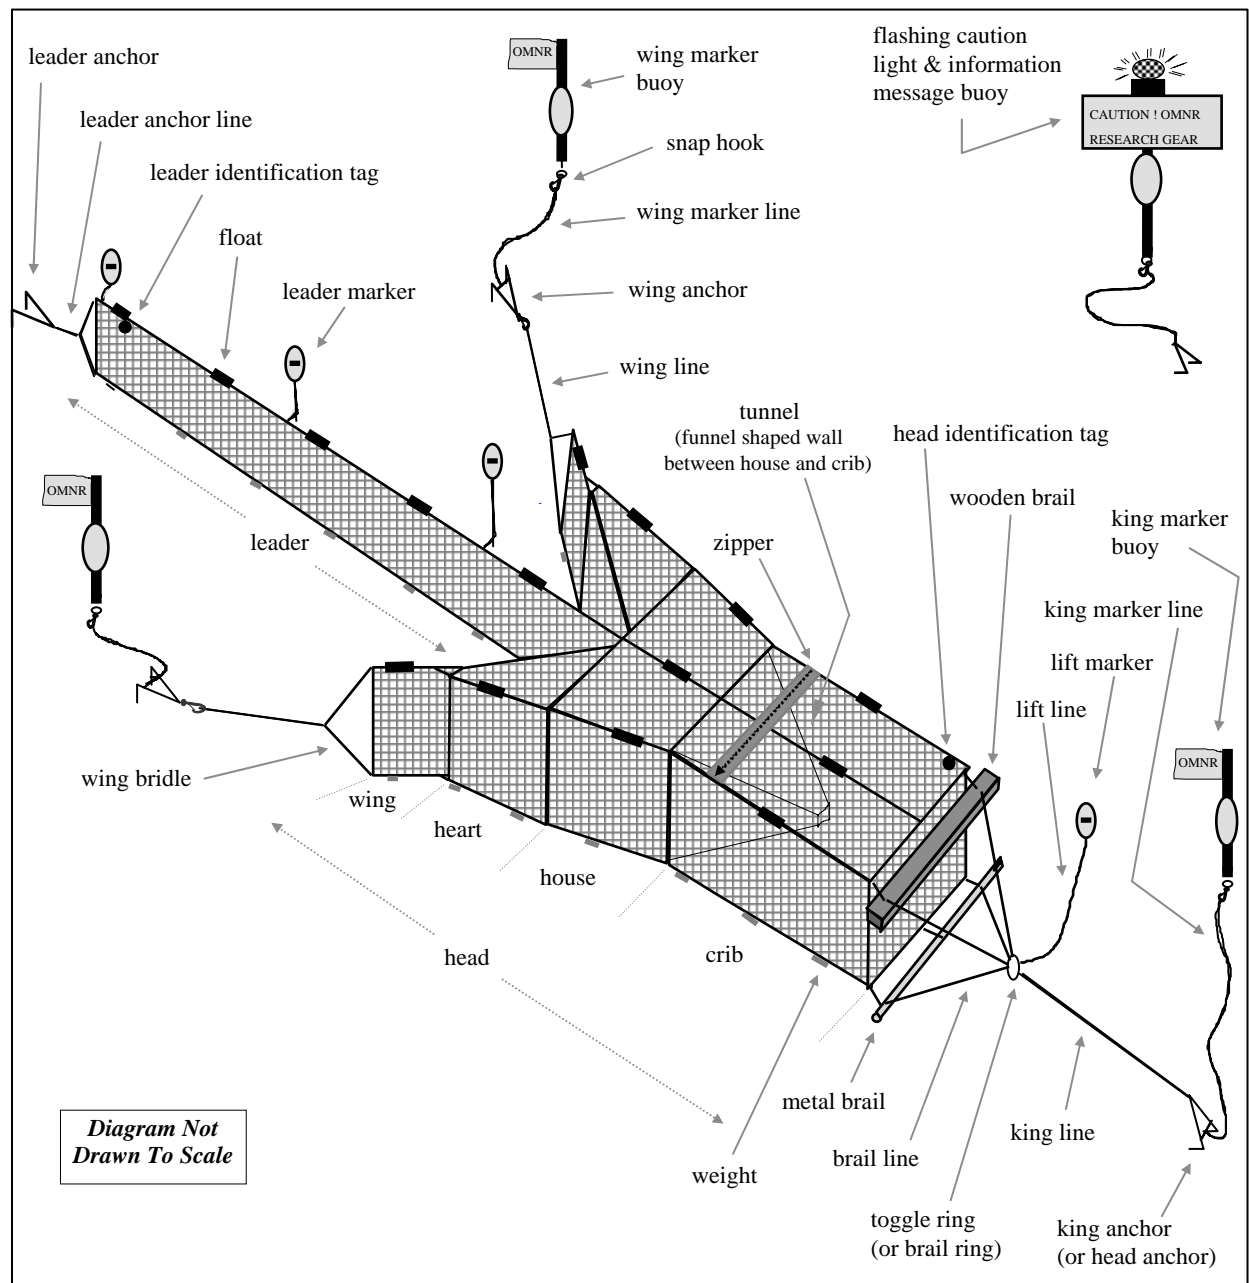 leader anchor
leader anchor line
leader identification tag
float
leader marker
OMNR
wing marker
buoy
snap hook
wing marker line
wing anchor
wing line
flashing caution
light & information
message buoy
CAUTION ! OMNR
RESEARCH GEAR
tunnel
(funnel shaped wall
between house and crib)
head identification tag
wooden brail
zipper
king marker
buoy
king marker line
lift marker
lift line
OMNR
leader
wing bridle
wing
heart
house
crib
head
OMNR
metal brail
brail line
king line
weight
toggle ring
(or brail ring)
king anchor
(or head anchor)
Diagram Not
Drawn To Scale